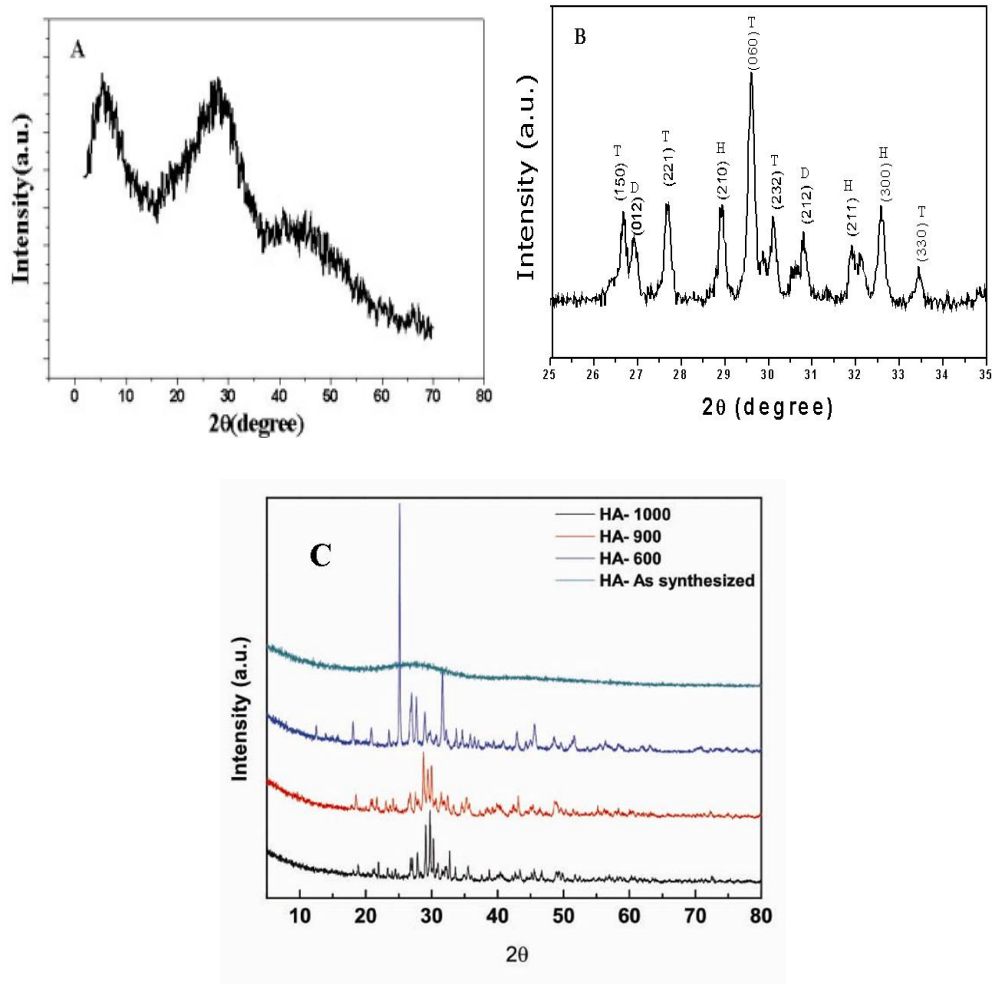 A
Intensity(a.u.)
0 10 20 30 40 50 60 70 80
2θ(degree)
B
Intensity (a.u.)
T
(150)
D
(012)
T
(221)
H
(210)
T
(060)
T
(232)
D
(212)
H
(211)
H
(300)
T
(330)
25 26 27 28 29 30 31 32 33 34 35
2θ (degree)
C
HA- 1000
HA- 900
HA- 600
HA- As synthesized
Intensity (a.u.)
10 20 30 40 50 60 70 80
2θ